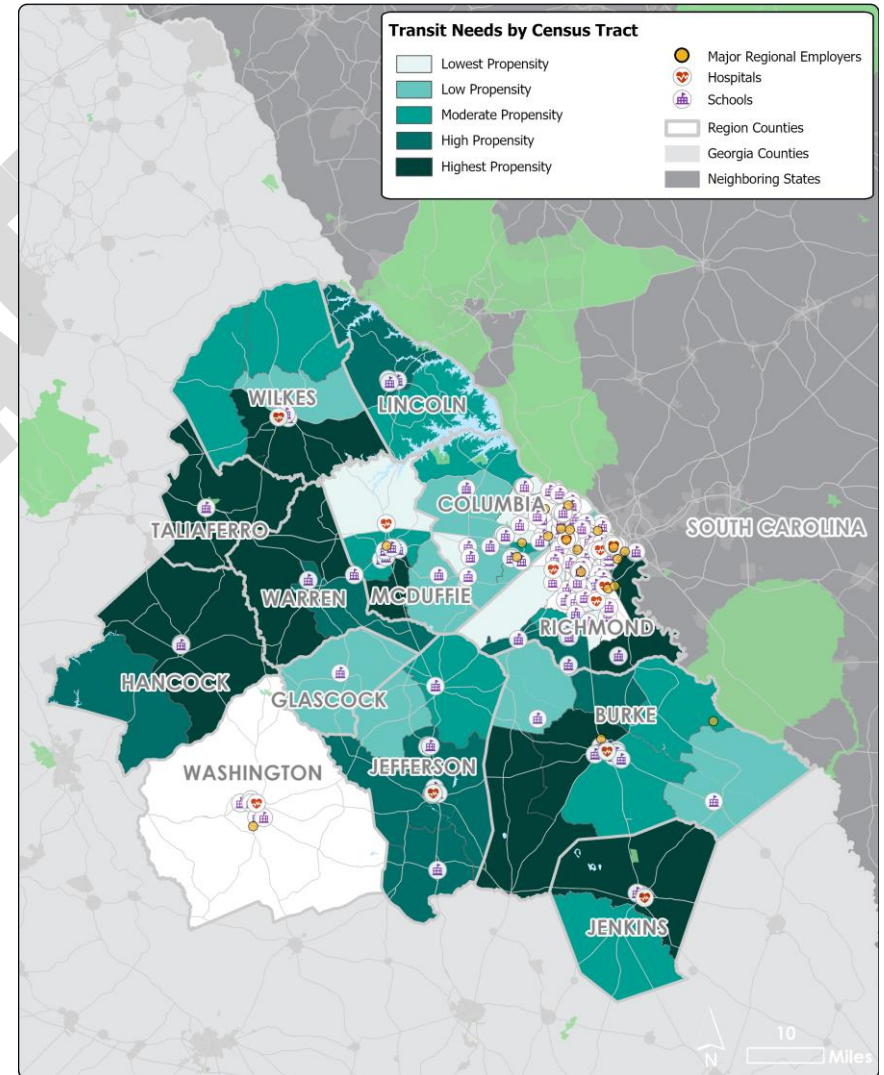 Transit Needs by Census Tract
Lowest Propensity
Low Propensity
Moderate Propensity
High Propensity
Highest Propensity
Major Regional Employers
Hospitals
Schools
Region Counties
Georgia Counties
Neighboring States
WILKES
LINCOLN
COLUMBIA
TALIAFERRO
SOUTH CAROLINA
WARREN
MCDUFFIE
RICHMOND
HANCOCK
GLASCOCK
BURKE
WASHINGTON
JEFFERSON
JENKINS
N
10
Miles